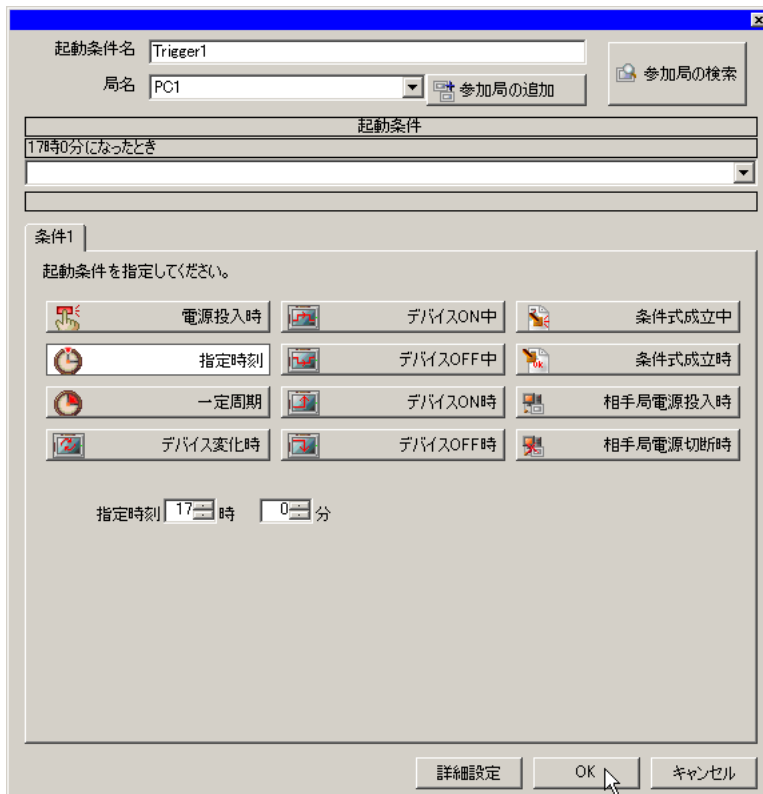 起動条件名 Trigger1
参加局の検索
局名 PC1 参加局の追加
起動条件
17時0分になったとき
条件1
起動条件を指定してください。
電源投入時 デバイスON中 条件式成立中
指定時刻 デバイスOFF中 条件式成立時
一定周期 デバイスON時 相手局電源投入時
デバイス変化時 デバイスOFF時 相手局電源切断時
指定時刻 17 時 0 分
詳細設定 OK キャンセル